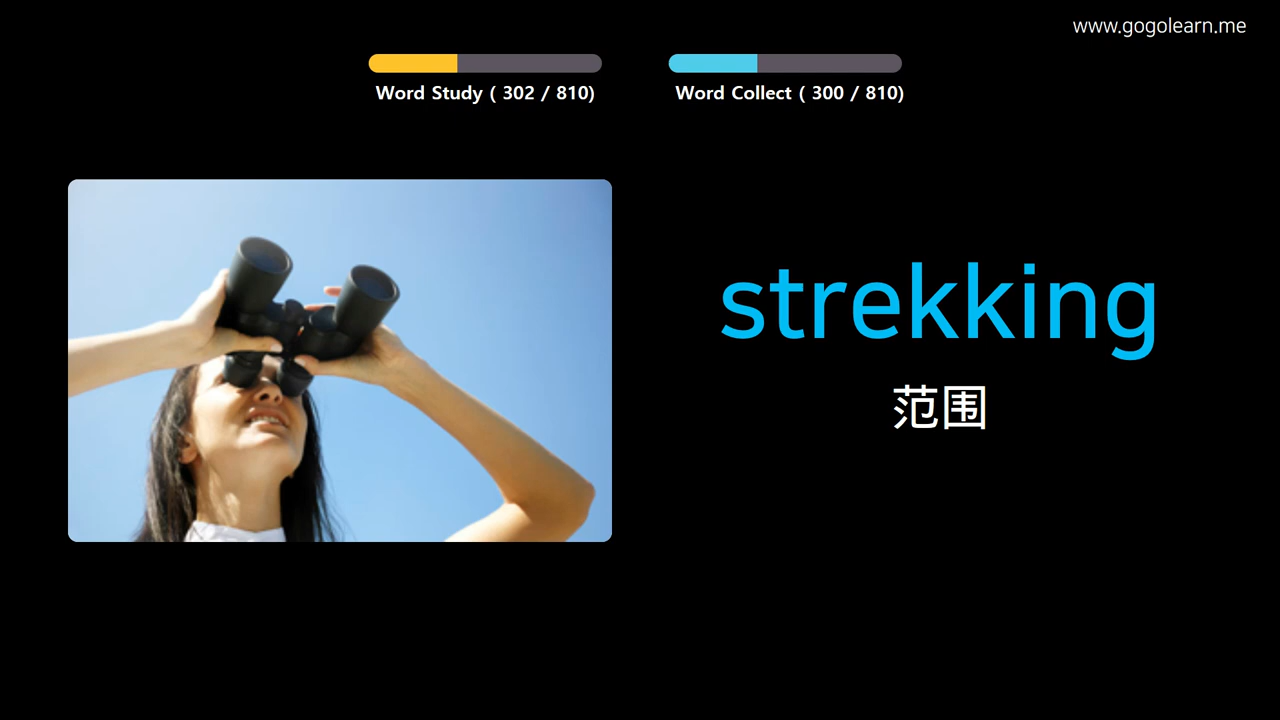 www.gogolearn.me
Word Study ( 302 / 810)
Word Collect ( 300 / 810)
strekking
范围